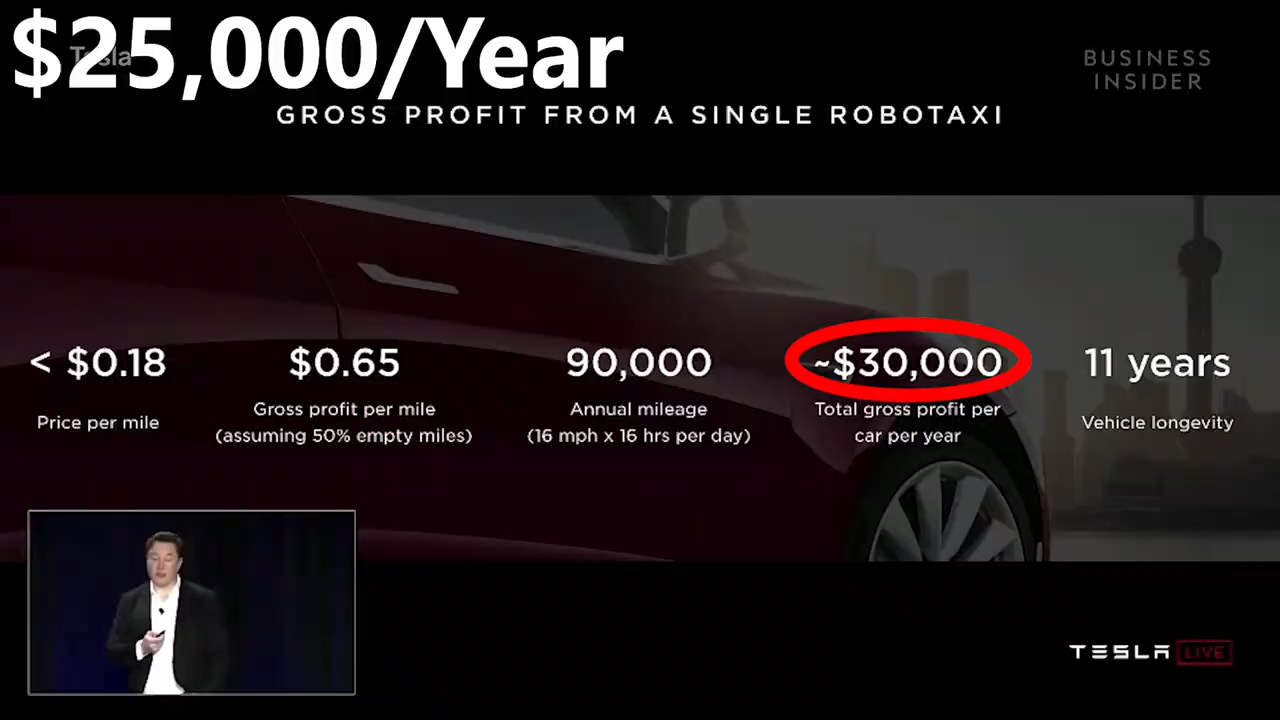 $25,000/Year
Tesla
BUSINESS
INSIDER
GROSS PROFIT FROM A SINGLE ROBOTAXI
< $0.18
Price per mile
$0.65
Gross profit per mile
(assuming 50% empty miles)
90,000
Annual mileage
(16 mph x 16 hrs per day)
~$30,000
Total gross profit per
car per year
11 years
Vehicle longevity
TESLA LIVE